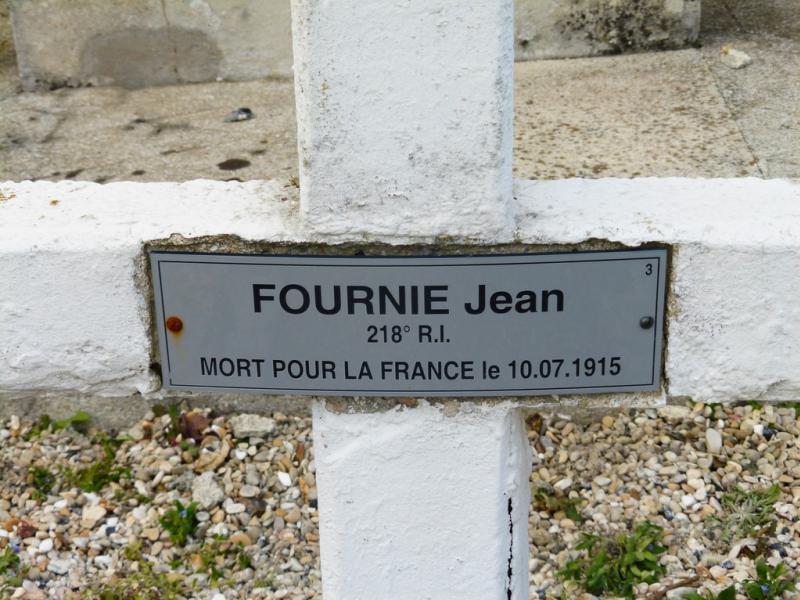 3
FOURNIE Jean
218° R.I.
MORT POUR LA FRANCE le 10.07.1915